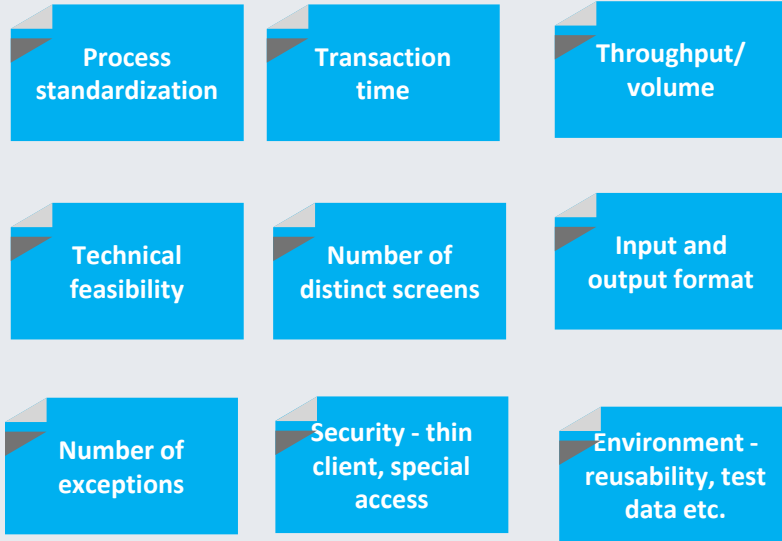 Process
standardization
Transaction
time
Throughput/
volume
Technical
feasibility
Number of
distinct screens
Input and
output format
Number of
exceptions
Security - thin
client, special
access
Environment -
reusability, test
data etc.